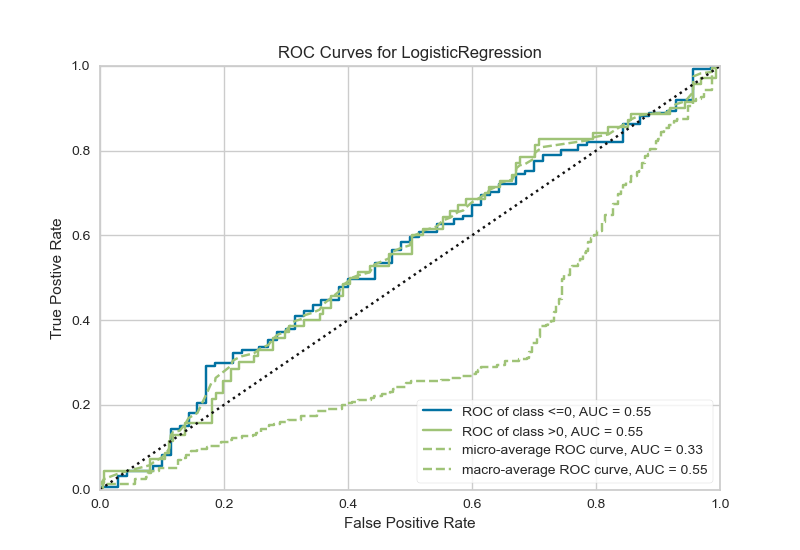 ROC Curves for LogisticRegression
1.0
0.8
0.6
0.4
0.2
0.0
True Postive Rate
0.0 0.2 0.4 0.6 0.8 1.0
False Positive Rate
ROC of class <=0, AUC = 0.55
ROC of class >0, AUC = 0.55
micro-average ROC curve, AUC = 0.33
macro-average ROC curve, AUC = 0.55